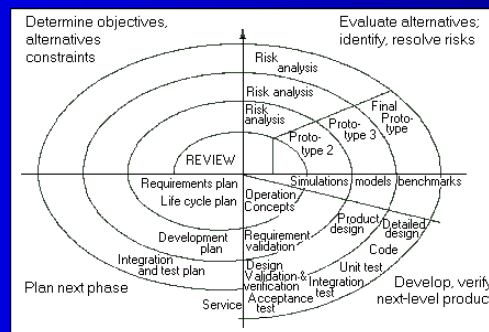 Determine objectives,
alternatives
constraints
Evaluate alternatives;
identify, resolve risks
Risk
analysis
Risk analysis
Risk
analysis
Final
Proto-
type
Prototype 3
Proto-
type 2
REVIEW
Requirements plan
Life cycle plan
Simulations models benchmarks
Operation
Concepts
Development
plan
Requirement-
validation
Product
design
Detailed
design
Code
Integration
and test plan
Design
Validation&
verification
Unit test
Integration
test
Acceptance
test
Service
Plan next phase
Develop, verify
next-level produc